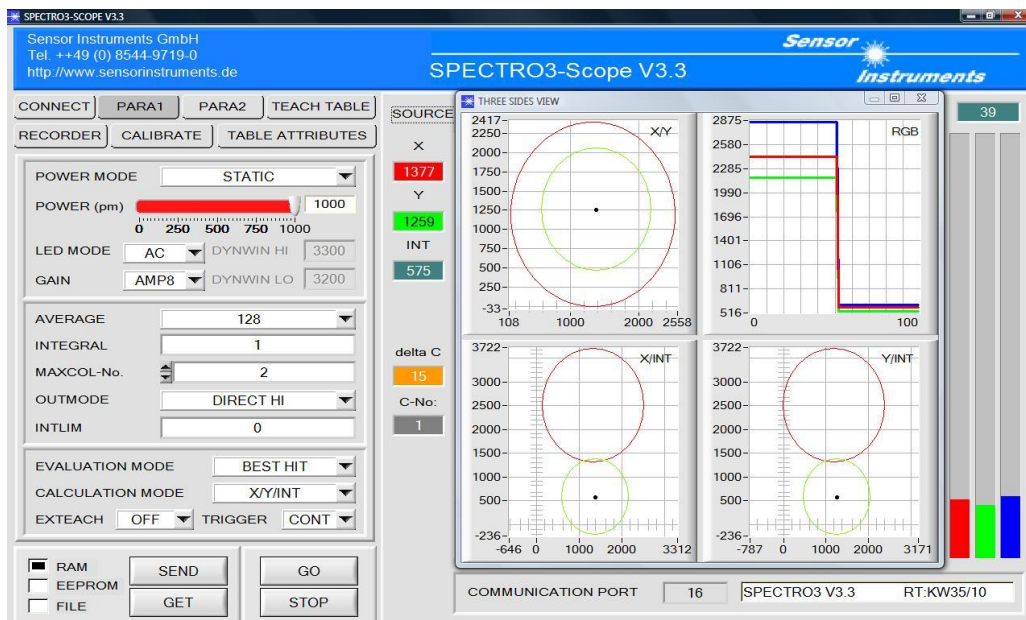 SPECTRO3-SCOPE V3.3
Sensor Instruments GmbH
Tel. ++49 (0) 8544-9719-0
http://www.sensorinstruments.de
SPECTRO3-Scope V3.3
Sensor
Instruments
CONNECT PARA1 PARA2 TEACH TABLE
RECORDER CALIBRATE TABLE ATTRIBUTES
POWER MODE STATIC
POWER (pm) 1000
0 250 500 750 1000
LED MODE AC DYNWIN HI 3300
GAIN AMP8 DYNWIN LO 3200
AVERAGE 128
INTEGRAL 1
MAXCOL-No. 2
OUTMODE DIRECT HI
INTLIM 0
EVALUATION MODE BEST HIT
CALCULATION MODE X/Y/INT
EXTEACH OFF TRIGGER CONT
RAM
EEPROM
FILE
SEND GO
GET STOP
SOURCE
X
1377
Y
1259
INT
575
delta C
15
C-No:
1
THREE SIDES VIEW
X/Y
2417
2250
2000
1750
1500
1250
1000
750
500
250
-33
108 1000 2000 2558
RGB
2875
2580
2285
1990
1696
1401
1106
811
516
0 100
X/INT
3722
3000
2500
2000
1500
1000
500
-236
-646 0 1000 2000 3312
Y/INT
3722
3000
2500
2000
1500
1000
500
-236
-787 0 1000 2000 3171
39
COMMUNICATION PORT 16 SPECTRO3 V3.3 RT:KW35/10